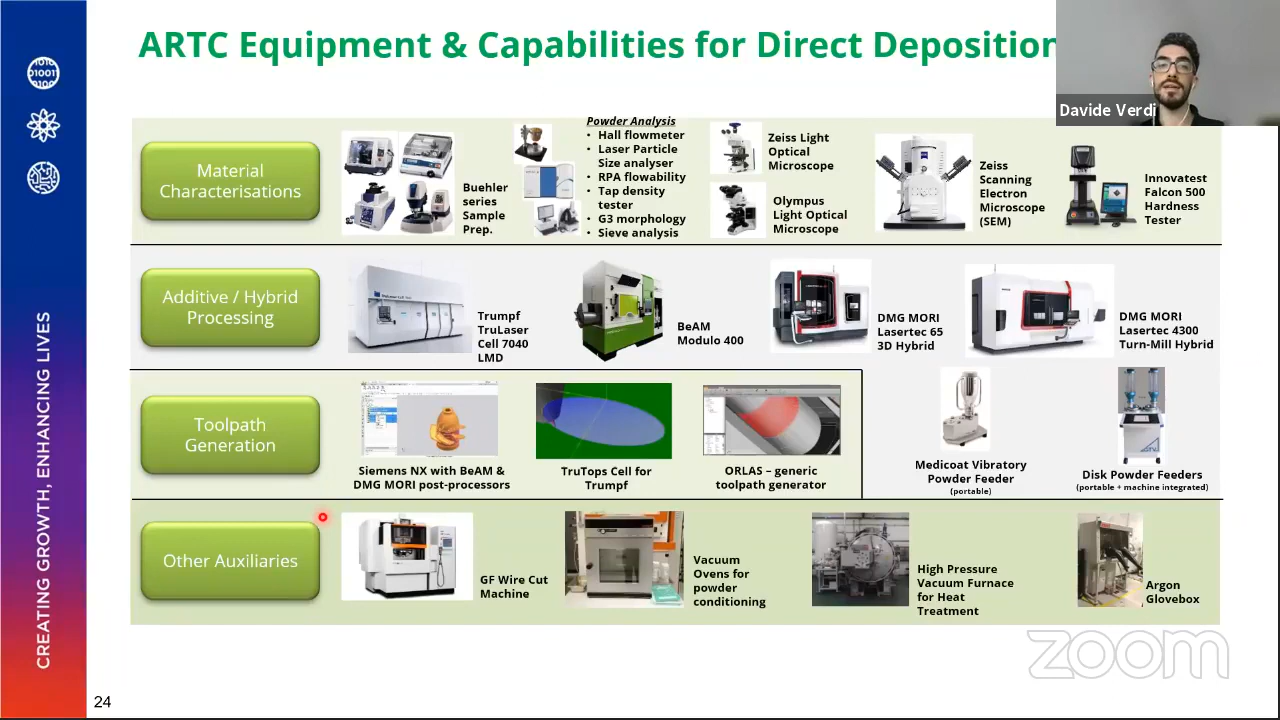 ARTC Equipment & Capabilities for Direct Deposition
Davide Verdi
CREATING GROWTH, ENHANCING LIVES
Material
Characterisations
Buehler
series
Sample
Prep.
Powder Analysis
• Hall flowmeter
• Laser Particle
Size analyser
• RPA flowability
• Tap density
tester
• G3 morphology
• Sieve analysis
Zeiss Light
Optical
Microscope
Olympus
Light Optical
Microscope
Zeiss
Scanning
Electron
Microscope
(SEM)
Innovatest
Falcon 500
Hardness
Tester
Additive / Hybrid
Processing
Trumpf
TruLaser
Cell 7040
LMD
BeAM
Modulo 400
DMG MORI
Lasertec 65
3D Hybrid
DMG MORI
Lasertec 4300
Turn-Mill Hybrid
Toolpath
Generation
Siemens NX with BeAM &
DMG MORI post-processors
TruTops Cell for
Trumpf
ORLAS – generic
toolpath generator
Medicoat Vibratory
Powder Feeder
(portable)
Disk Powder Feeders
(portable + machine integrated)
Other Auxiliaries
GF Wire Cut
Machine
Vacuum
Ovens for
powder
conditioning
High Pressure
Vacuum Furnace
for Heat
Treatment
Argon
Glovebox
zoom
24